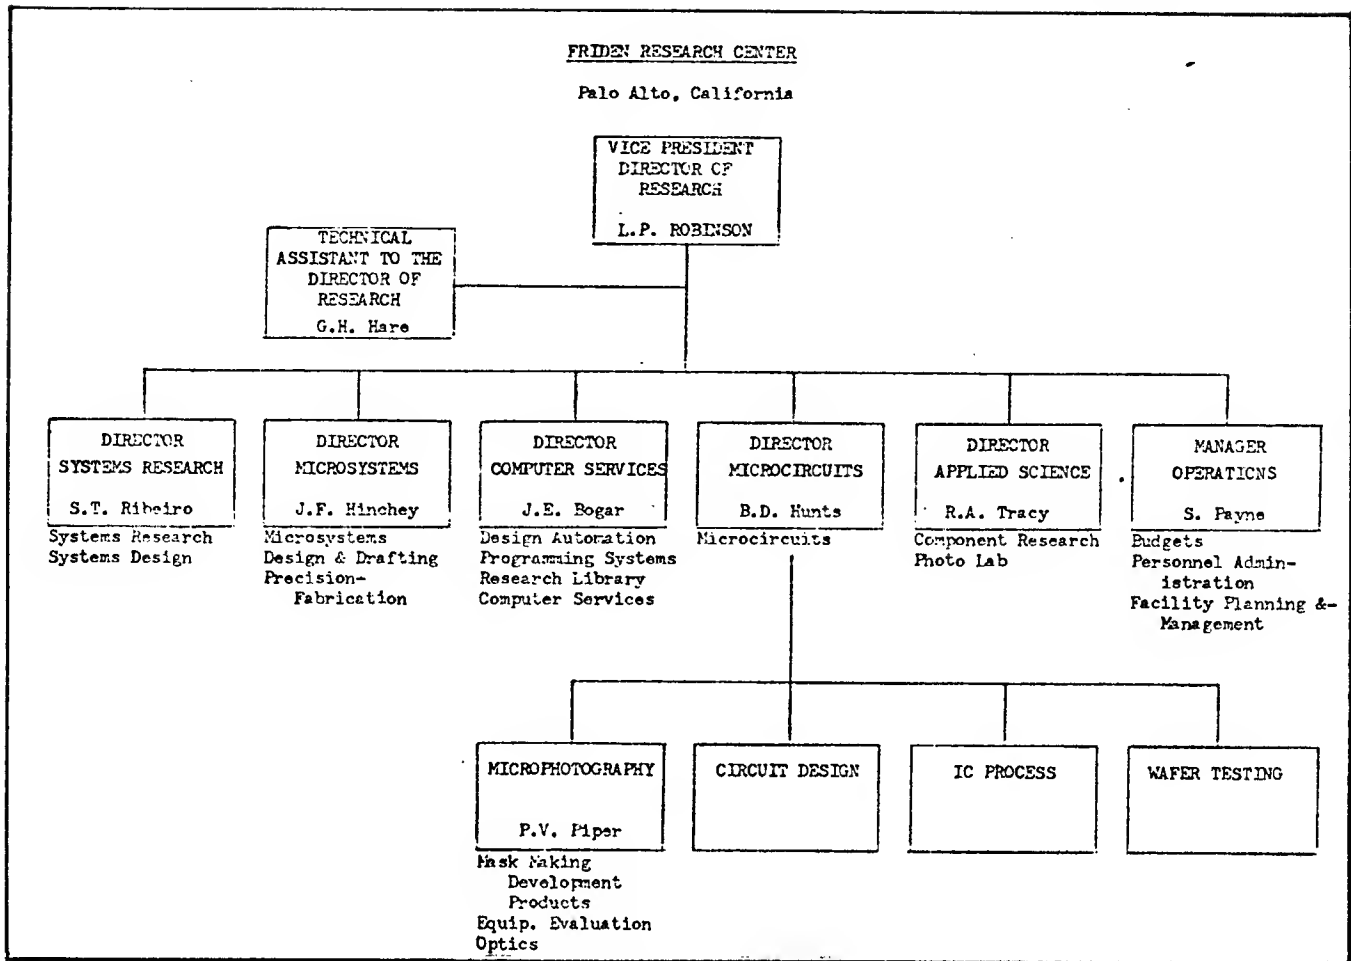 FRIDEN RESEARCH CENTER
Palo Alto, California
VICE PRESIDENT
DIRECTOR OF
RESEARCH
L.P. ROBINSON
TECHNICAL
ASSISTANT TO THE
DIRECTOR OF
RESEARCH
G.H. Hare
DIRECTOR
SYSTEMS RESEARCH
S.T. Ribeiro
Systems Research
Systems Design
DIRECTOR
MICROSYSTEMS
J.F. Hinchey
Microsystems
Design & Drafting
Precision-
Fabrication
DIRECTOR
COMPUTER SERVICES
J.E. Bogar
Design Automation
Programming Systems
Research Library
Computer Services
DIRECTOR
MICROCIRCUITS
B.D. Hunts
Microcircuits
DIRECTOR
APPLIED SCIENCE
R.A. Tracy
Component Research
Photo Lab
MANAGER
OPERATIONS
S. Payne
Budgets
Personnel Admin-
istration
Facility Planning &-
Management
MICROPHOTOGRAPHY
P.V. Piper
Mask Making
Development
Products
Equip. Evaluation
Optics
CIRCUIT DESIGN
IC PROCESS
WAFER TESTING